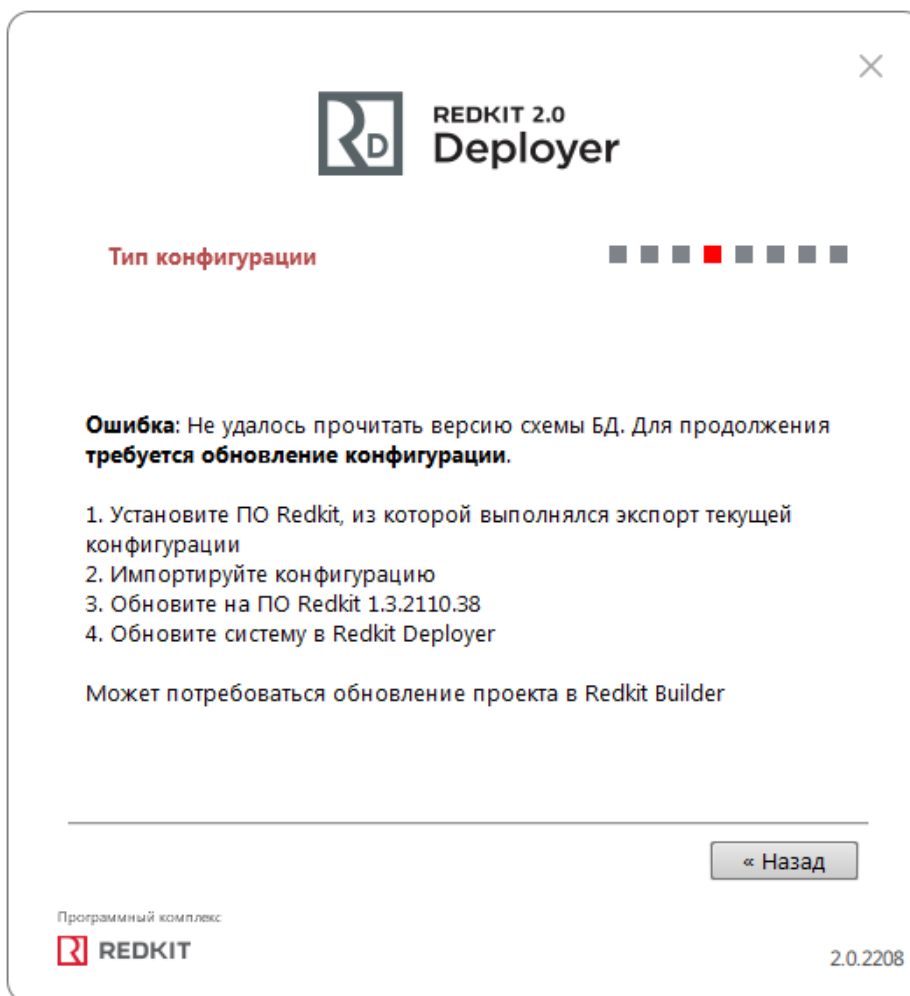 REDKIT 2.0
Deployer
Тип конфигурации
Ошибка: Не удалось прочитать версию схемы БД. Для продолжения
требуется обновление конфигурации.
1. Установите ПО Redkit, из которой выполнялся экспорт текущей
конфигурации
2. Импортируйте конфигурацию
3. Обновите на ПО Redkit 1.3.2110.38
4. Обновите систему в Redkit Deployer
Может потребоваться обновление проекта в Redkit Builder
« Назад
Программный комплекс
REDKIT
2.0.2208